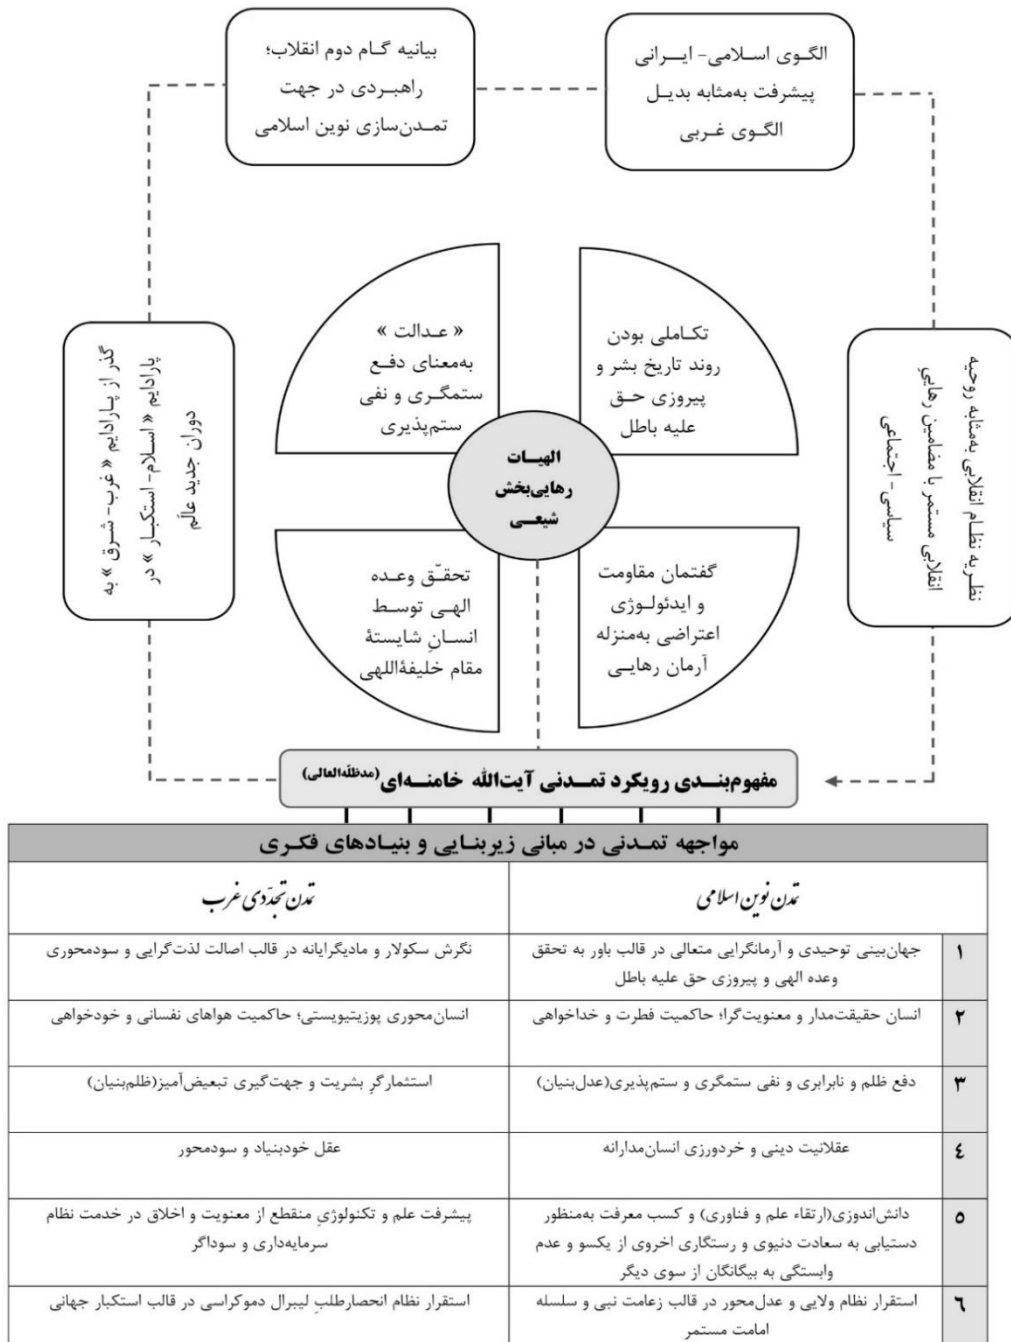 الگوی اسلامی- ایرانی
پیشرفت به‌مثابه بدیل
الگوی غربی
بیانیه گام دوم انقلاب؛
راهبردی در جهت
تمدن‌سازی نوین اسلامی
نظریه نظام انقلابی به‌مثابه روحیه
انقلابی مستمر با مضامین رهاییِ
سیاسی- اجتماعی
گذر از پارادایم «غرب- شرق» به
پارادایم «اسلام- استکبار» در
دوران جدید عالَم
تکاملی بودن
روند تاریخ بشر و
پیروزی حق
علیه باطل
« عدالت »
به‌معنای دفع
ستمگری و نفی
ستم‌پذیری
الهیات
رهایی‌بخش
شیعی
گفتمان مقاومت
و ایدئولوژی
اعتراضی به‌منزله
آرمان رهایی
تحقّق وعده
الهی توسط
انسانِ شایستهٔ
مقام خلیفةاللهی
مفهوم‌بندی رویکرد تمدنی آیت‌الله خامنه‌ای(مدظلّه‌العالی)
مواجهه تمدنی در مبانی زیربنایی و بنیادهای فکری
تمدن نوین اسلامی
تمدن تجدّدی غرب
۱
جهان‌بینی توحیدی و آرمانگرایی متعالی در قالب باور به تحقق
وعده الهی و پیروزی حق علیه باطل
نگرش سکولار و مادیگرایانه در قالب اصالت لذت‌گرایی و سودمحوری
۲
انسان حقیقت‌مدار و معنویت‌گرا؛ حاکمیت فطرت و خداخواهی
انسان‌محوری پوزیتیویستی؛ حاکمیت هواهای نفسانی و خودخواهی
۳
دفع ظلم و نابرابری و نفی ستمگری و ستم‌پذیری(عدل‌بنیان)
استثمارگرِ بشریت و جهت‌گیری تبعیض‌آمیز(ظلم‌بنیان)
٤
عقلانیت دینی و خردورزی انسان‌مدارانه
عقل خودبنیاد و سودمحور
٥
دانش‌اندوزی(ارتقاء علم و فناوری) و کسب معرفت به‌منظور
دستیابی به سعادت دنیوی و رستگاری اخروی از یکسو و عدم
وابستگی به بیگانگان از سوی دیگر
پیشرفت علم و تکنولوژیِ منقطع از معنویت و اخلاق در خدمت نظام
سرمایه‌داری و سوداگر
٦
استقرار نظام ولایی و عدل‌محور در قالب زعامت نبی و سلسله
امامت مستمر
استقرار نظام انحصارطلبِ لیبرال دموکراسی در قالب استکبار جهانی